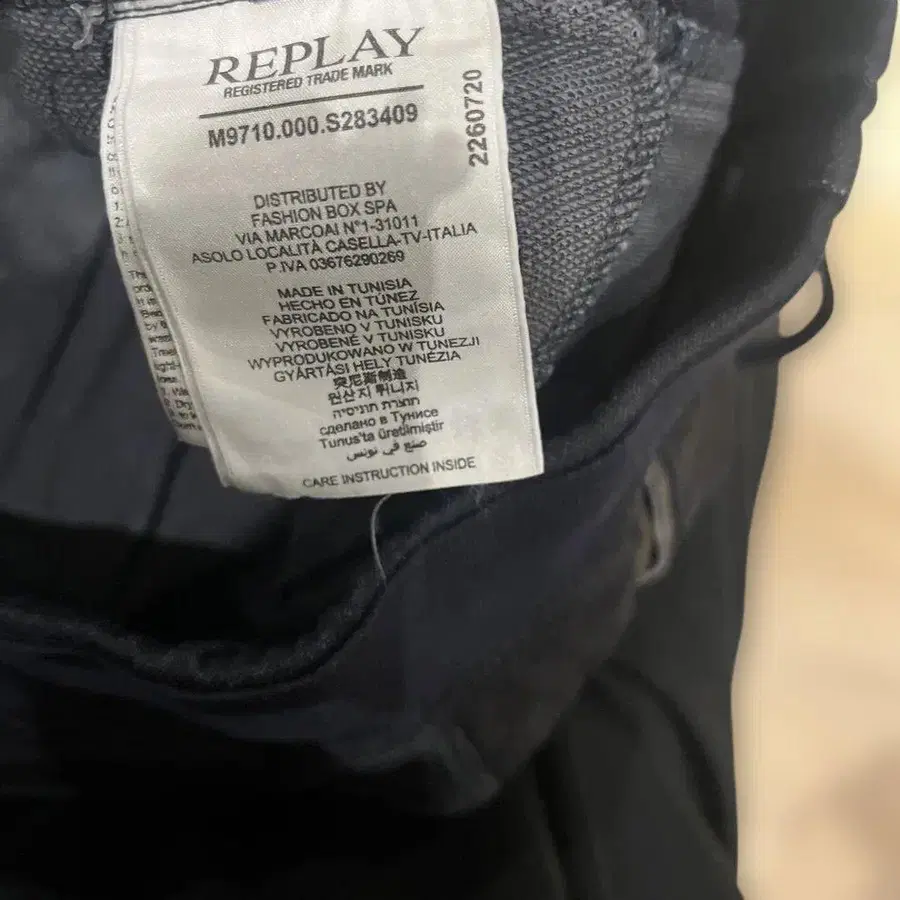 REPLAY
REGISTERED TRADE MARK
M9710.000.S283409
2260720
DISTRIBUTED BY
FASHION BOX SPA
VIA MARCOAI N°1-31011
ASOLO LOCALITÀ CASELLA-TV-ITALIA
P.IVA 03676290269
MADE IN TUNISIA
HECHO EN TÚNEZ
FABRICADO NA TUNÍSIA
VYROBENO V TUNISKU
VYROBENÉ V TUNISKU
WYPRODUKOWANO W TUNEZJI
GYÁRTÁSI HELY TUNÉZIA
突尼斯制造
원산지 튀니지
תוצרת תוניסיה
сделано в Тунисе
Tunus'ta üretilmiştir
صنع في تونس
CARE INSTRUCTION INSIDE